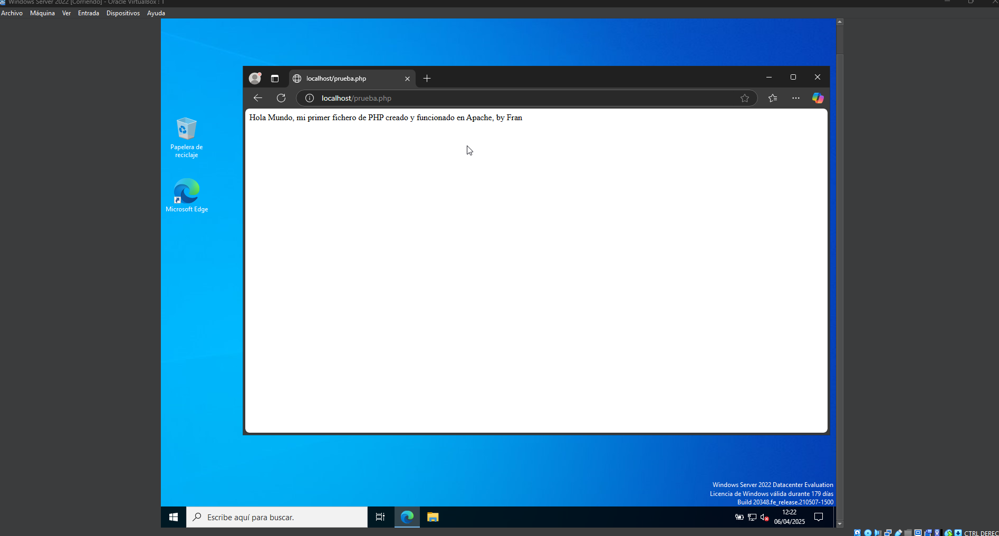 Windows Server 2022 [Corriendo] - Oracle VirtualBox : 1
Archivo Máquina Ver Entrada Dispositivos Ayuda
localhost/prueba.php
localhost/prueba.php
Hola Mundo, mi primer fichero de PHP creado y funcionado en Apache, by Fran
Papelera de
reciclaje
Microsoft Edge
Windows Server 2022 Datacenter Evaluation
Licencia de Windows válida durante 179 días
Build 20348.fe_release.210507-1500
Escribe aquí para buscar.
12:22
06/04/2025
CTRL DEREC